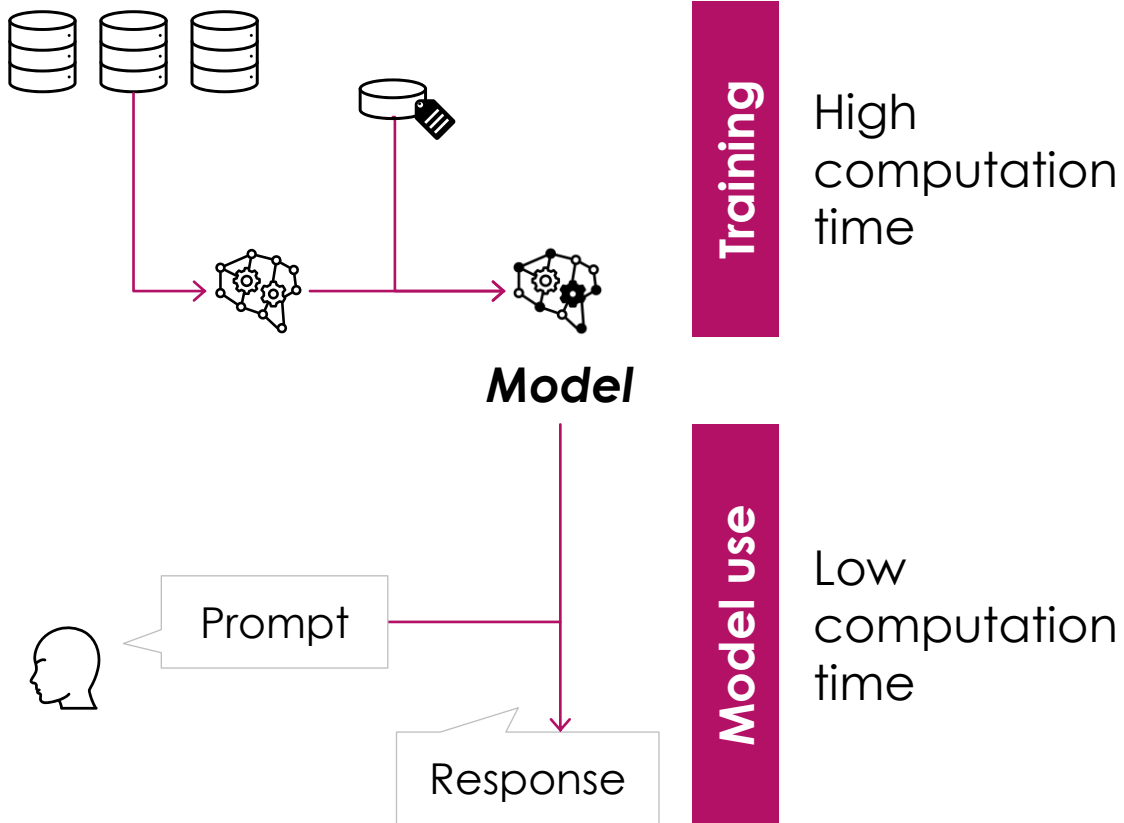 Training
High
computation
time
Model
Model use
Low
computation
time
Prompt
Response